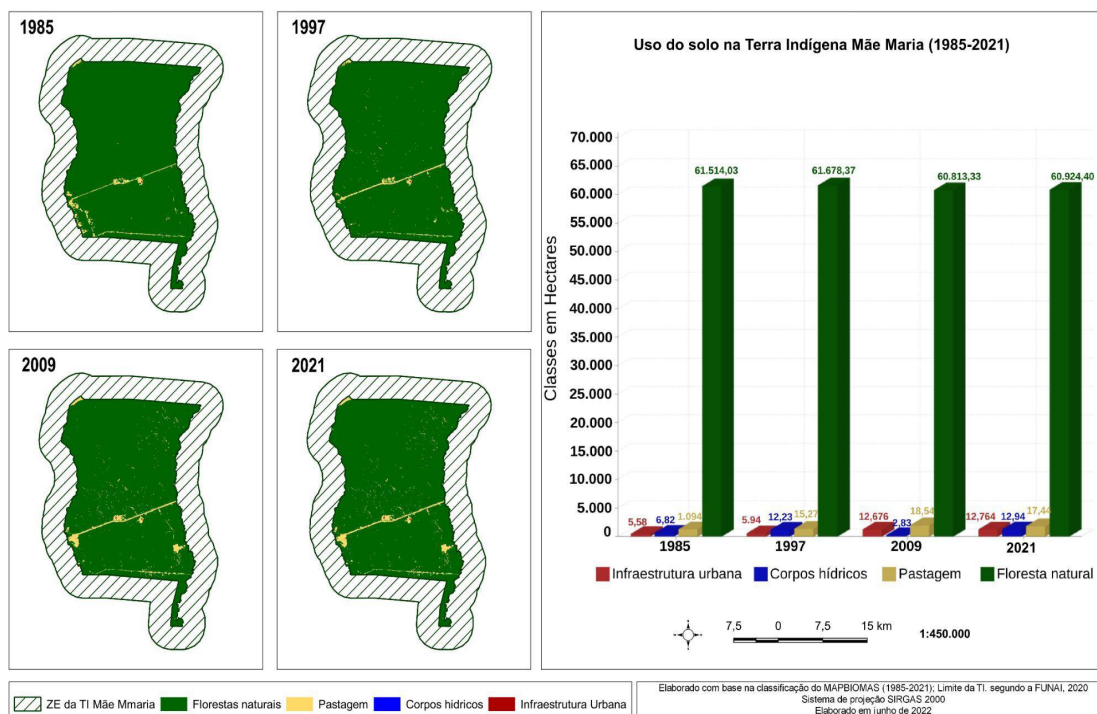 1985
1997
2009
2021
Uso do solo na Terra Indígena Mãe Maria (1985-2021)
Classes em Hectares
70.000
65.000
60.000
55.000
50.000
45.000
40.000
35.000
30.000
25.000
20.000
15.000
10.000
5.000
0
5,58 6,82 1.094 61.514,03
5.94 12,23 15,27 61.678,37
12,676 2,83 18,54 60.813,33
12,764 12,94 17,44 60.924,40
1985 1997 2009 2021
Infraestrutura urbana Corpos hídricos Pastagem Floresta natural
7,5 0 7,5 15 km 1:450.000
ZE da TI Mãe Mmaria Florestas naturais Pastagem Corpos hídricos Infraestrutura Urbana
Elaborado com base na classificação do MAPBIOMAS (1985-2021); Limite da TI. segundo a FUNAI, 2020
Sistema de projeção SIRGAS 2000
Elaborado em junho de 2022